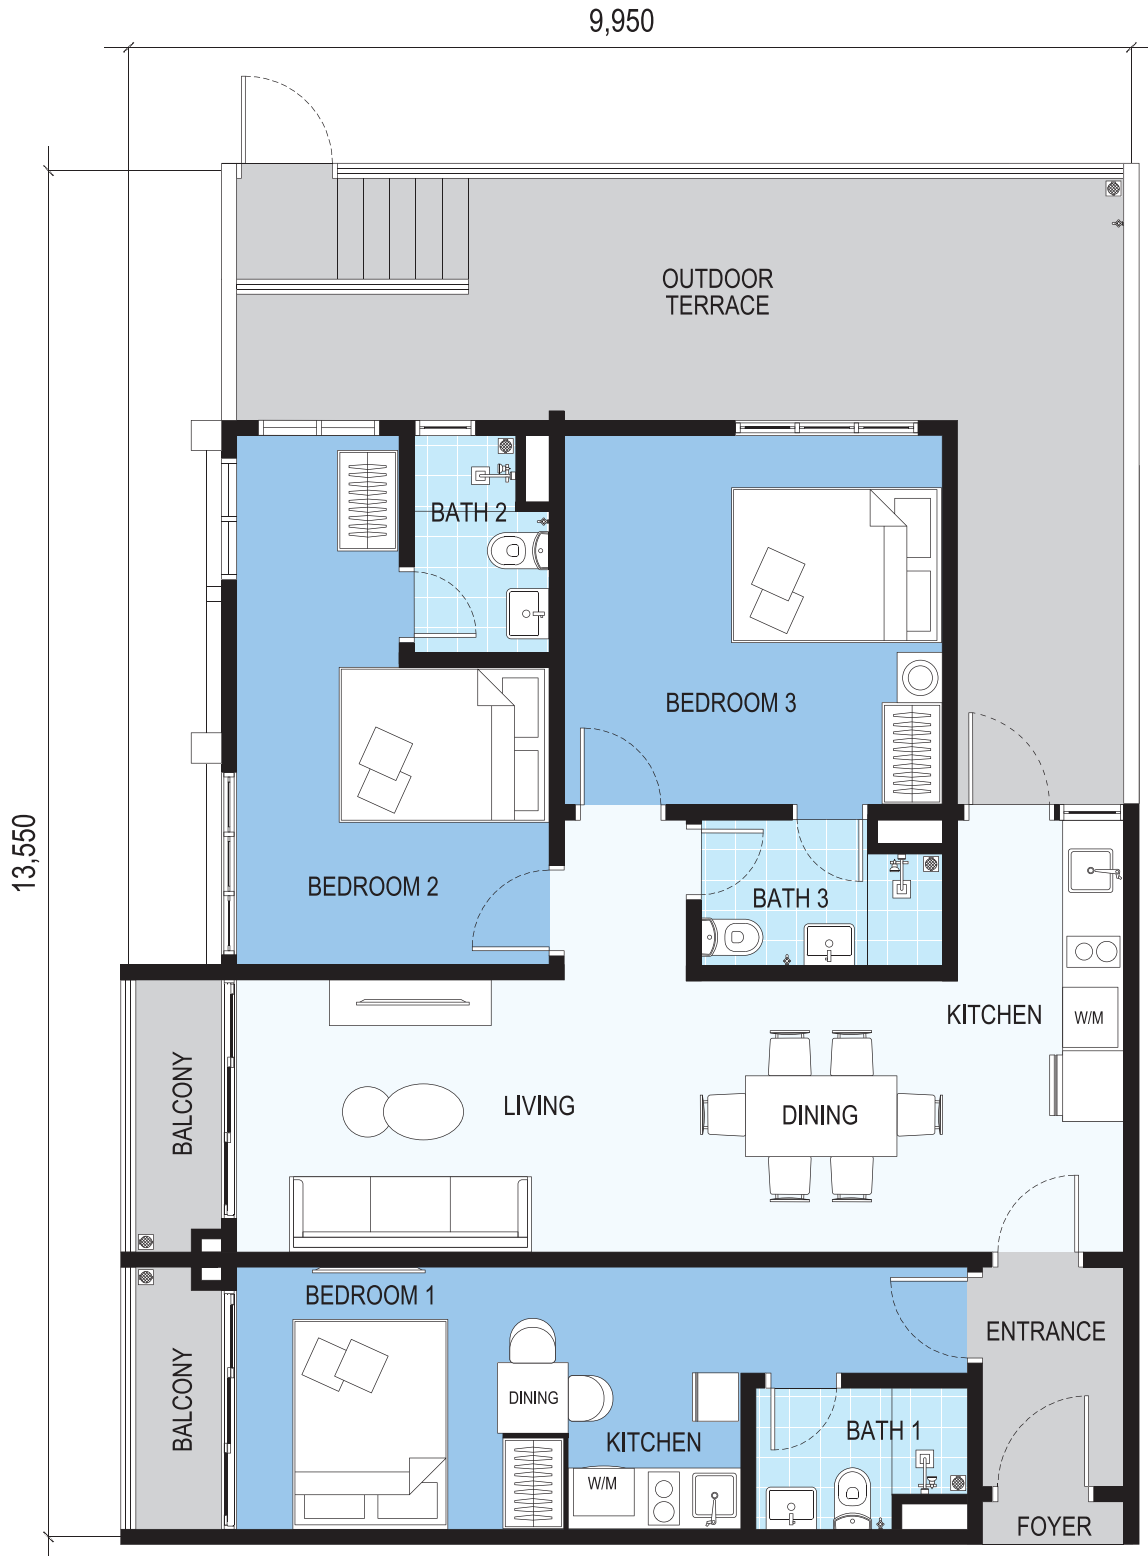 9,950
OUTDOOR
TERRACE
BATH 2
BEDROOM 3
13,550
BEDROOM 2
BATH 3
KITCHEN
W/M
BALCONY
LIVING
DINING
BEDROOM 1
ENTRANCE
BALCONY
DINING
KITCHEN
BATH 1
W/M
FOYER